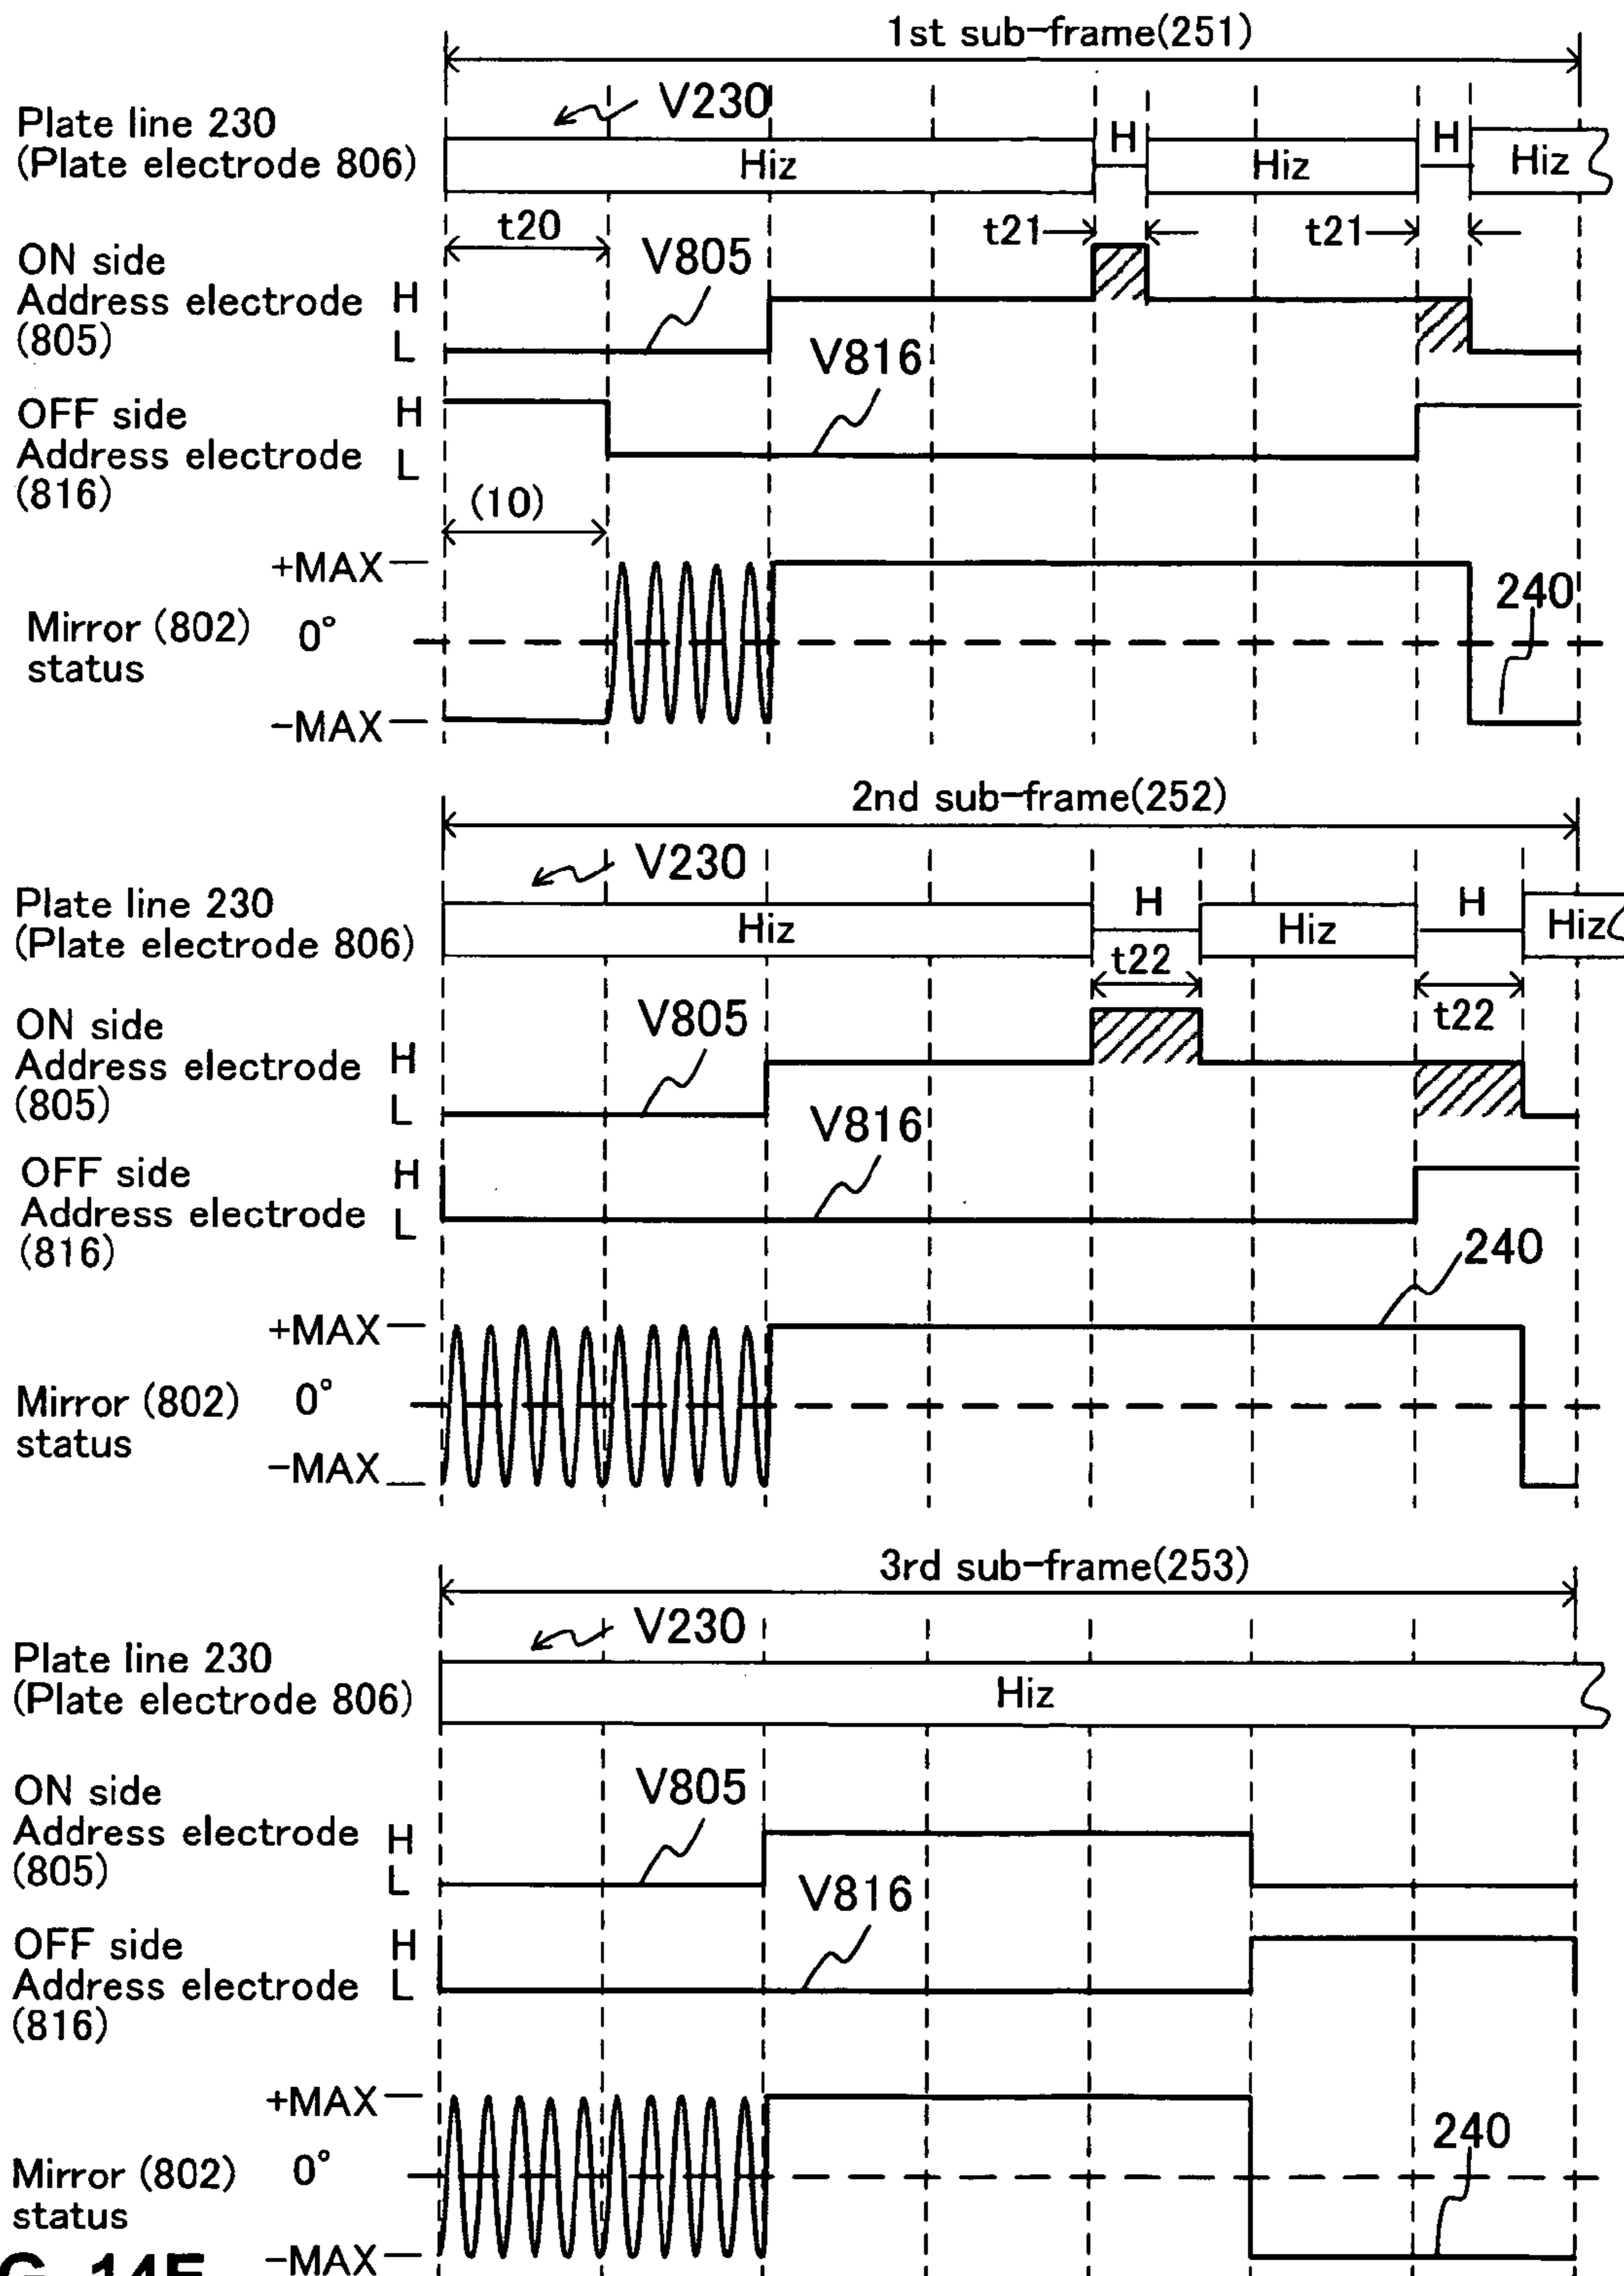 1st sub-frame(251)
V230
Plate line 230
(Plate electrode 806)
Hiz
H
Hiz
H
Hiz
t20
t21
t21
ON side
Address electrode
(805)
H
L
V805
V816
OFF side
Address electrode
(816)
H
L
(10)
+MAX
Mirror (802)
status
0°
-MAX
240
2nd sub-frame(252)
V230
Plate line 230
(Plate electrode 806)
Hiz
H
Hiz
H
Hiz
t22
t22
ON side
Address electrode
(805)
H
L
V805
V816
OFF side
Address electrode
(816)
H
L
240
+MAX
Mirror (802)
status
0°
-MAX
3rd sub-frame(253)
V230
Plate line 230
(Plate electrode 806)
Hiz
ON side
Address electrode
(805)
H
L
V805
V816
OFF side
Address electrode
(816)
H
L
+MAX
Mirror (802)
status
0°
240
-MAX